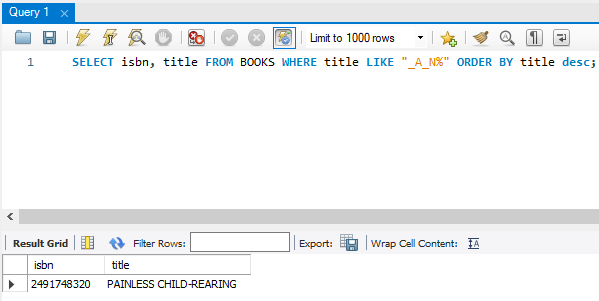 Query 1 ×
Limit to 1000 rows
1 SELECT isbn, title FROM BOOKS WHERE title LIKE "_A_N%" ORDER BY title desc;
Result Grid Filter Rows: Export: Wrap Cell Content: IA
isbn title
2491748320 PAINLESS CHILD-REARING